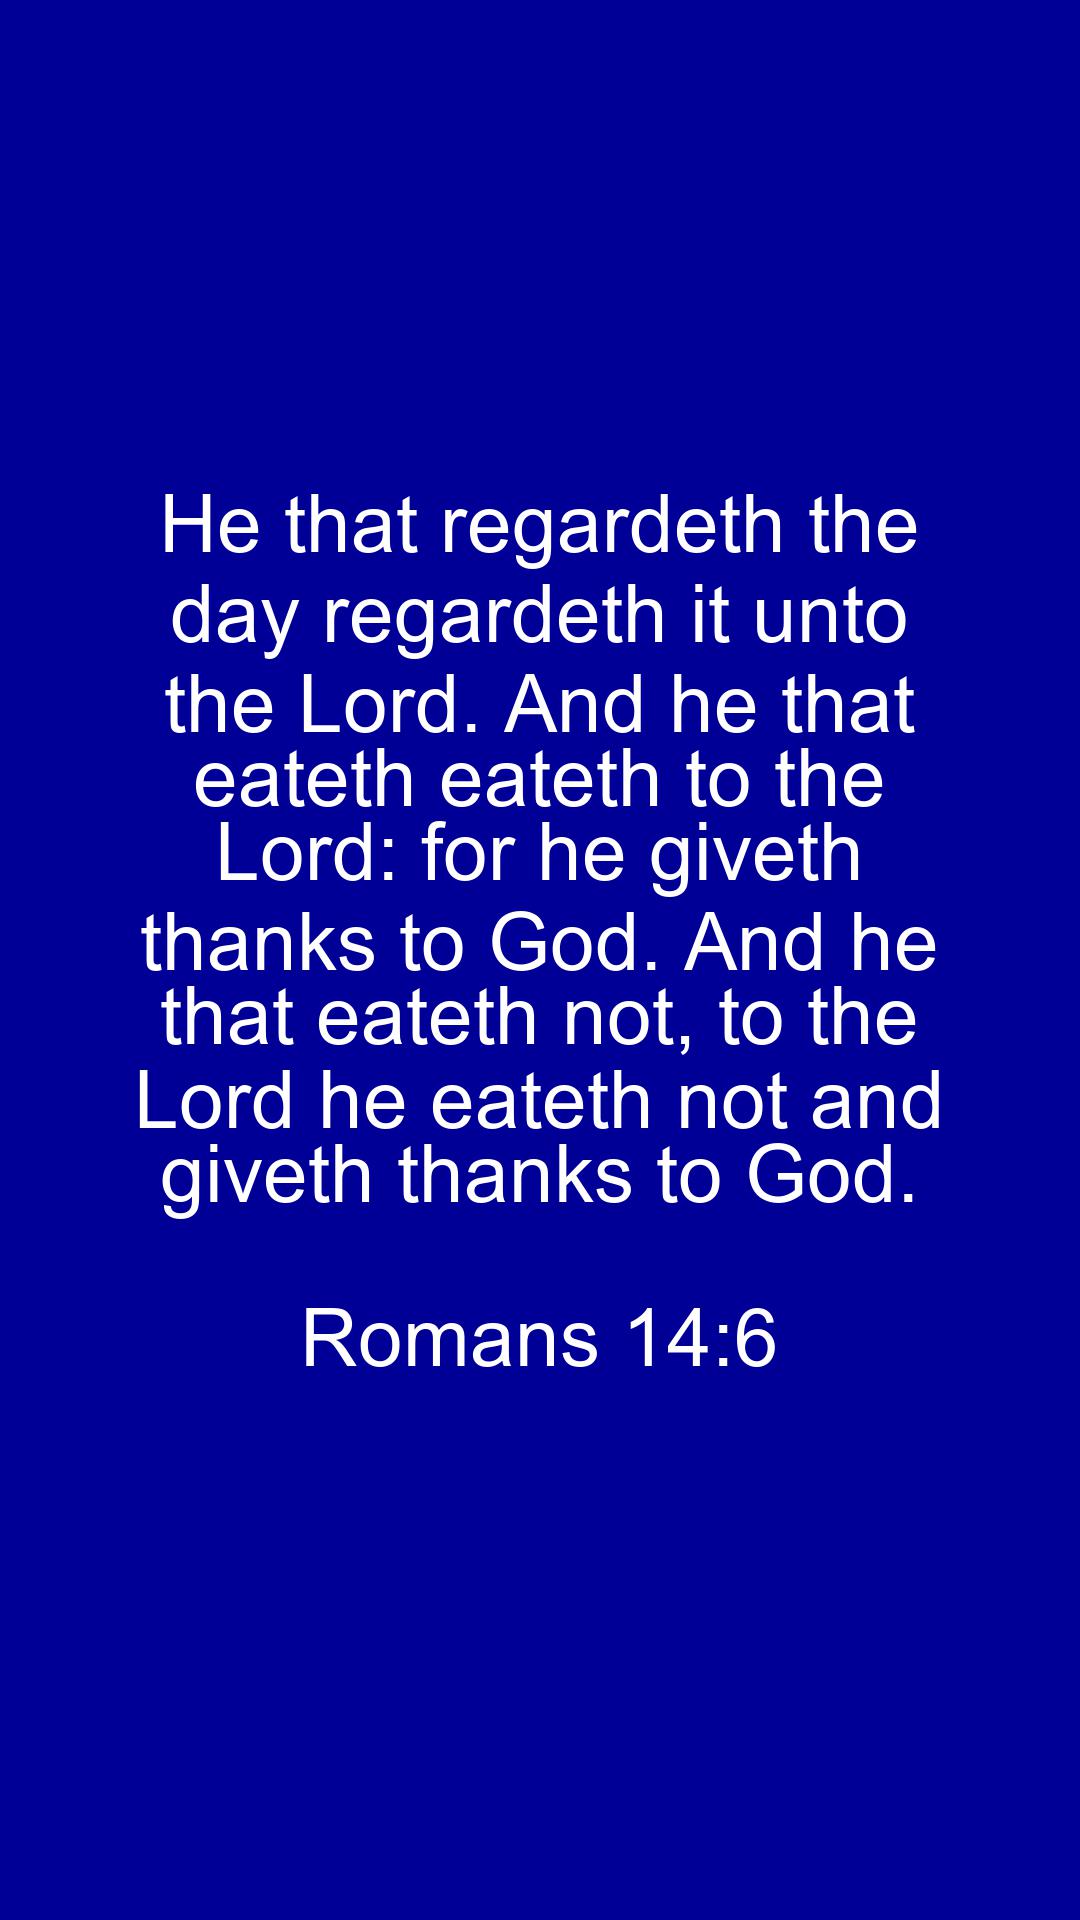 He that regardeth the
day regardeth it unto
the Lord. And he that
eateth eateth to the
Lord: for he giveth
thanks to God. And he
that eateth not, to the
Lord he eateth not and
giveth thanks to God.
Romans 14:6